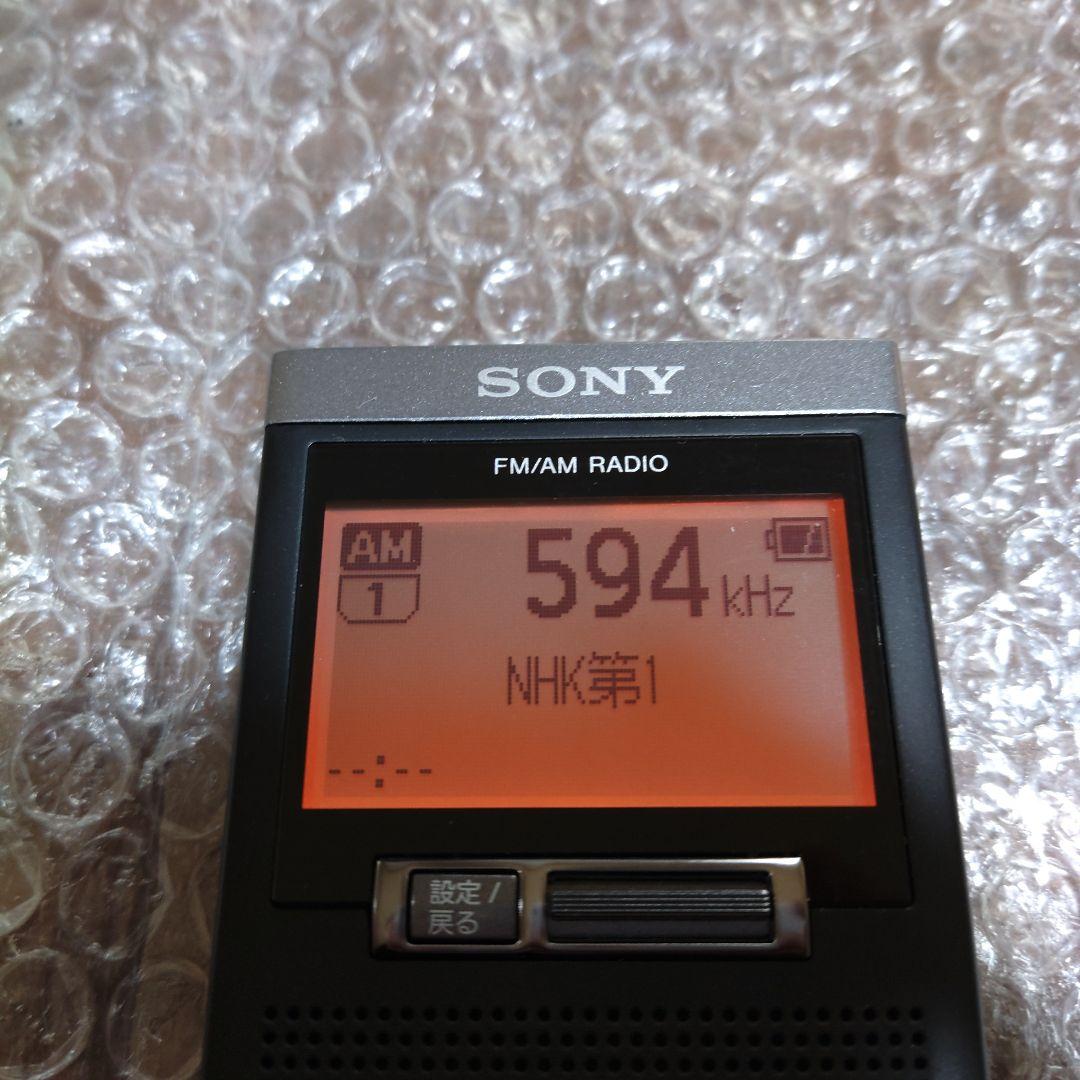 SONY
FM/AM RADIO
AM
594 kHz
1
NHK第1
--:--
設定/
戻る